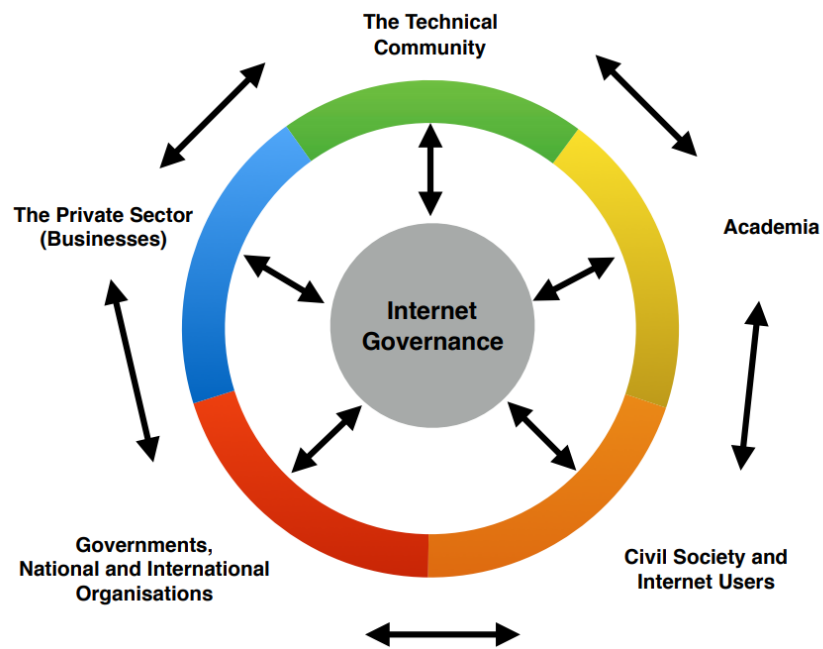 The Technical
Community
The Private Sector
(Businesses)
Academia
Internet
Governance
Governments,
National and International
Organisations
Civil Society and
Internet Users